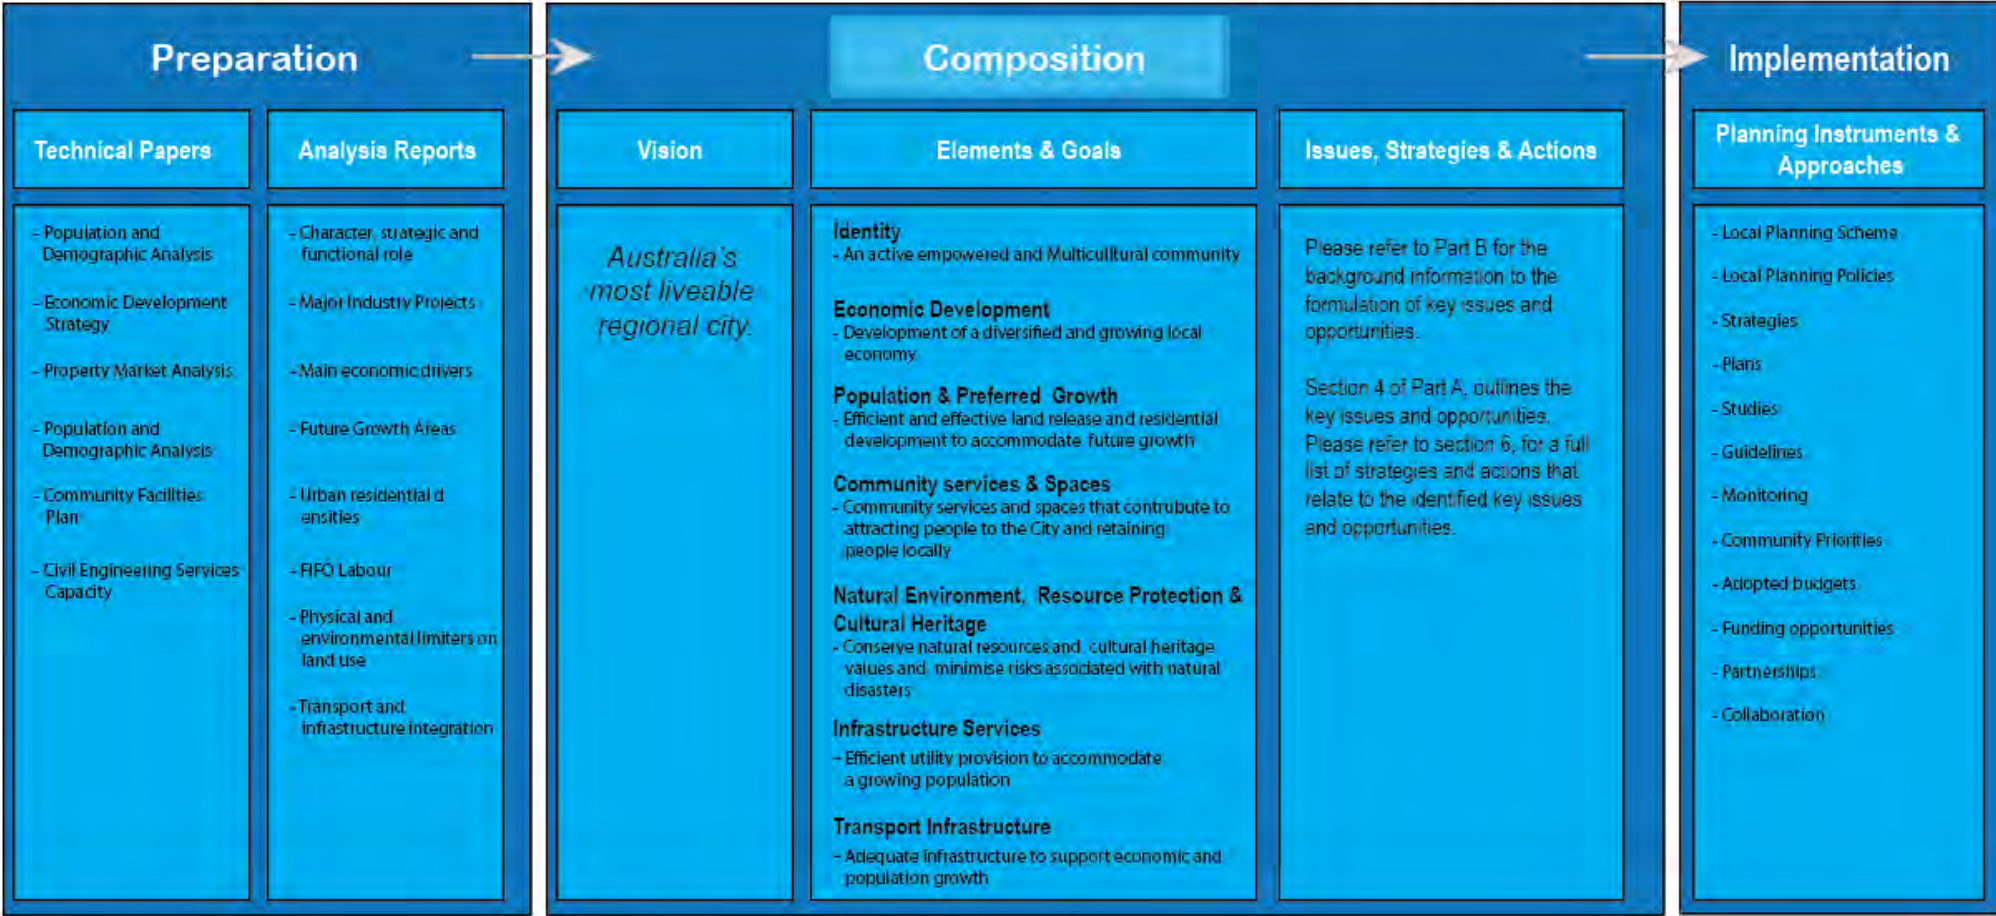 Preparation
Composition
Implementation
Technical Papers
Analysis Reports
Vision
Elements & Goals
Issues, Strategies & Actions
Planning Instruments &
Approaches
- Population and
Demographic Analysis
- Economic Development
Strategy
- Property Market Analysis
- Population and
Demographic Analysis
- Community Facilities
Plan
- Civil Engineering Services
Capacity
- Character, strategic and
functional role
- Major Industry Projects
- Main economic drivers
- Future Growth Areas
- Urban residential d
ensities
- FIFO Labour
- Physical and
environmental limiters on
land use
- Transport and
infrastructure integration
Australia's
most liveable
regional city.
Identity
- An active empowered and Multiculltural community
Economic Development
- Development of a diversified and growing local
economy
Population & Preferred Growth
- Efficient and effective land release and residential
development to accommodate future growth
Community services & Spaces
- Community services and spaces that contrubute to
attracting people to the City and retaining
people locally
Natural Environment, Resource Protection &
Cultural Heritage
- Conserve natural resources and cultural heritage
values and minimise risks associated with natural
disasters
Infrastructure Services
- Efficient utility provision to accommodate
a growing population
Transport Infrastructure
- Adequate infrastructure to support economic and
population growth
Please refer to Part B for the
background information to the
formulation of key issues and
opportunities.
Section 4 of Part A, outlines the
key issues and opportunities.
Please refer to section 6, for a full
list of strategies and actions that
relate to the identified key issues
and opportunities.
- Local Planning Scheme
- Local Planning Policies
- Strategies
- Plans
- Studies
- Guidelines
- Monitoring
- Community Priorities
- Adopted budgets
- Funding opportunities
- Partnerships
- Collaboration